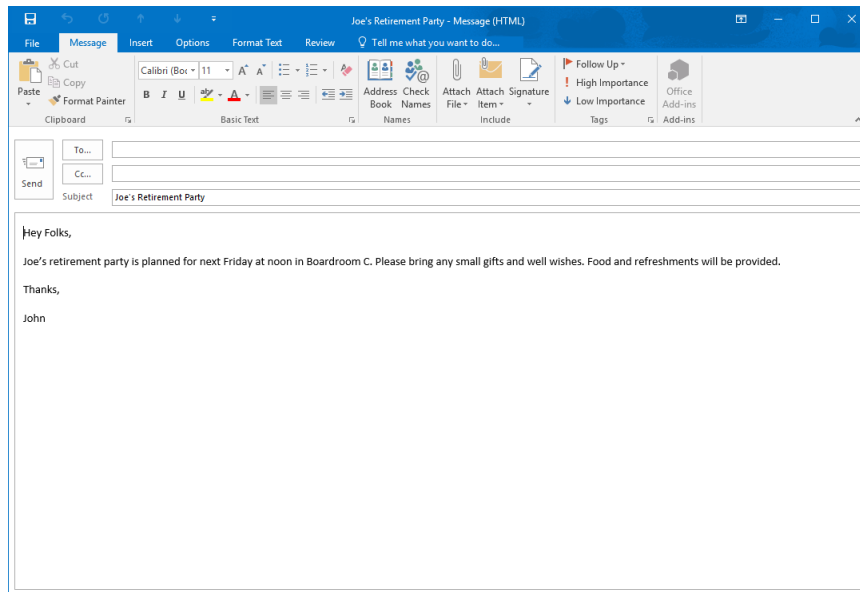 Joe's Retirement Party - Message (HTML)
File Message Insert Options Format Text Review Tell me what you want to do...
Cut
Copy
Format Painter
Paste
Clipboard
Calibri (Boc 11 A A
B I U aby A
Basic Text
Address Book
Check Names
Names
Attach File
Attach Item
Signature
Include
Follow Up
! High Importance
Low Importance
Tags
Office Add-ins
Add-ins
Send
To...
Cc...
Subject Joe's Retirement Party
Hey Folks,
Joe’s retirement party is planned for next Friday at noon in Boardroom C. Please bring any small gifts and well wishes. Food and refreshments will be provided.
Thanks,
John